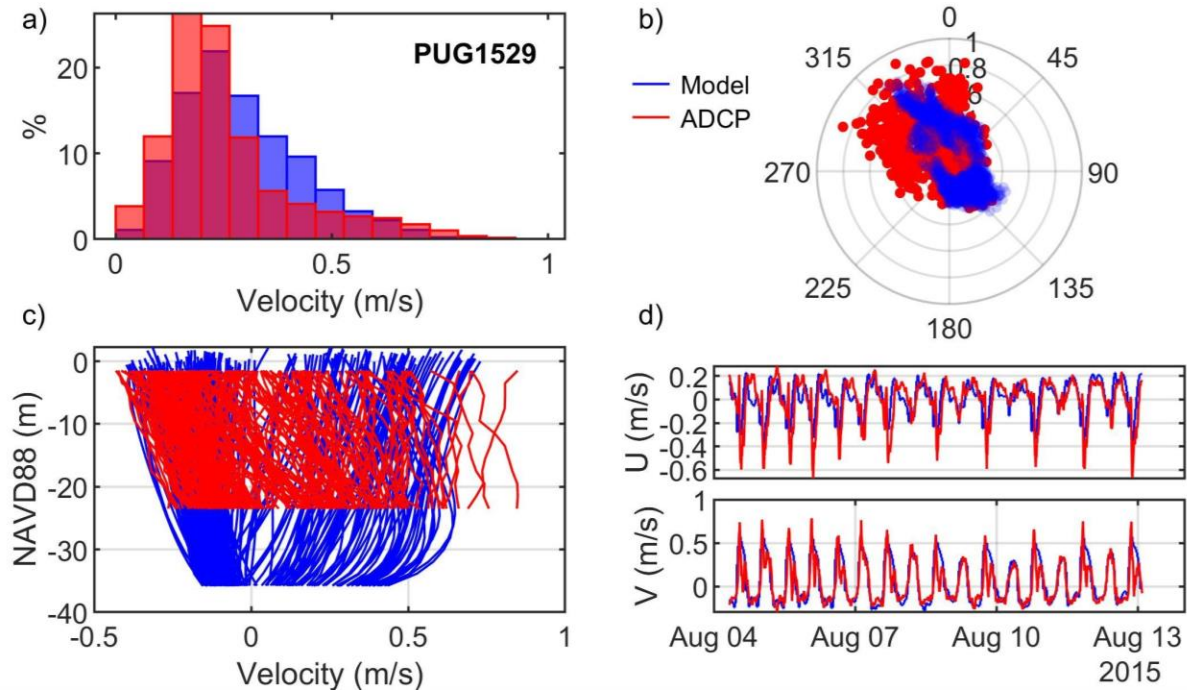 a)
PUG1529
20
10
0
%
0 0.5 1
Velocity (m/s)
b)
0
45
90
135
180
225
270
315
1
0.8
Model
ADCP
c)
0
-10
-20
-30
-40
NAVD88 (m)
-0.5 0 0.5 1
Velocity (m/s)
d)
0.2
0
-0.2
-0.4
-0.6
U (m/s)
1
0.5
0
V (m/s)
Aug 04 Aug 07 Aug 10 Aug 13
2015